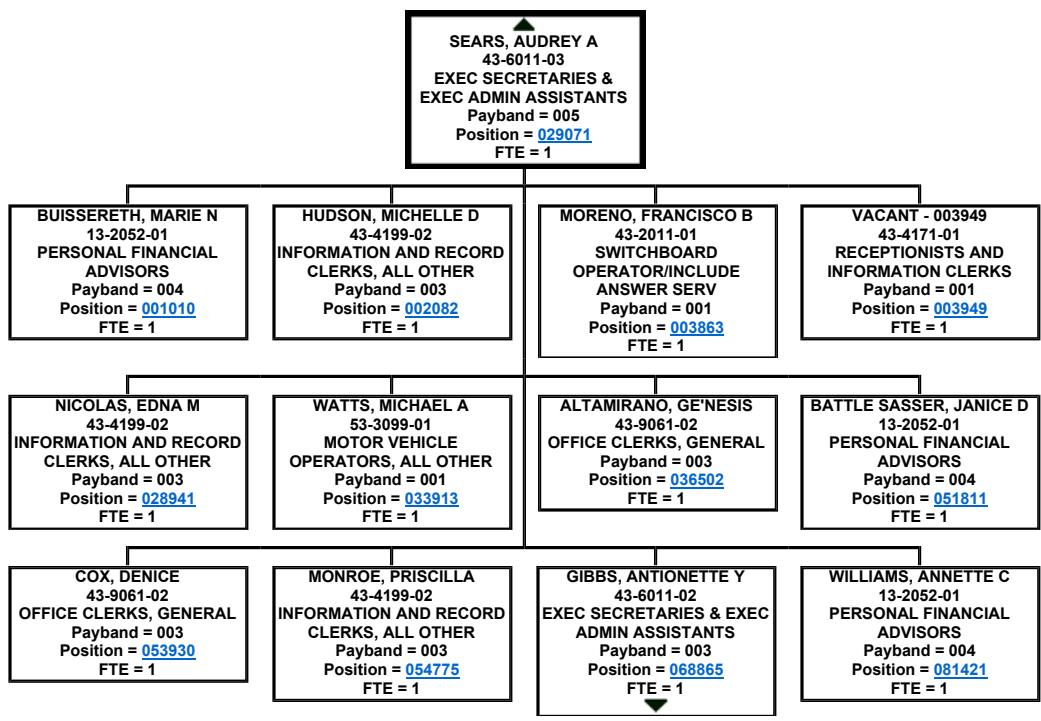 SEARS, AUDREY A
43-6011-03
EXEC SECRETARIES &
EXEC ADMIN ASSISTANTS
Payband = 005
Position = 029071
FTE = 1
BUISSERETH, MARIE N
13-2052-01
PERSONAL FINANCIAL
ADVISORS
Payband = 004
Position = 001010
FTE = 1
HUDSON, MICHELLE D
43-4199-02
INFORMATION AND RECORD
CLERKS, ALL OTHER
Payband = 003
Position = 002082
FTE = 1
MORENO, FRANCISCO B
43-2011-01
SWITCHBOARD
OPERATOR/INCLUDE
ANSWER SERV
Payband = 001
Position = 003863
FTE = 1
VACANT - 003949
43-4171-01
RECEPTIONISTS AND
INFORMATION CLERKS
Payband = 001
Position = 003949
FTE = 1
NICOLAS, EDNA M
43-4199-02
INFORMATION AND RECORD
CLERKS, ALL OTHER
Payband = 003
Position = 028941
FTE = 1
WATTS, MICHAEL A
53-3099-01
MOTOR VEHICLE
OPERATORS, ALL OTHER
Payband = 001
Position = 033913
FTE = 1
ALTAMIRANO, GE'NESIS
43-9061-02
OFFICE CLERKS, GENERAL
Payband = 003
Position = 036502
FTE = 1
BATTLE SASSER, JANICE D
13-2052-01
PERSONAL FINANCIAL
ADVISORS
Payband = 004
Position = 051811
FTE = 1
COX, DENICE
43-9061-02
OFFICE CLERKS, GENERAL
Payband = 003
Position = 053930
FTE = 1
MONROE, PRISCILLA
43-4199-02
INFORMATION AND RECORD
CLERKS, ALL OTHER
Payband = 003
Position = 054775
FTE = 1
GIBBS, ANTIONETTE Y
43-6011-02
EXEC SECRETARIES & EXEC
ADMIN ASSISTANTS
Payband = 003
Position = 068865
FTE = 1
WILLIAMS, ANNETTE C
13-2052-01
PERSONAL FINANCIAL
ADVISORS
Payband = 004
Position = 081421
FTE = 1